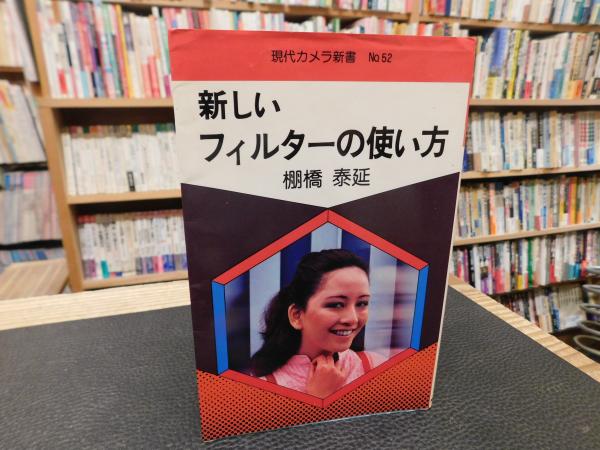 現代カメラ新書 No.52
新しい
フィルターの使い方
棚橋 泰延